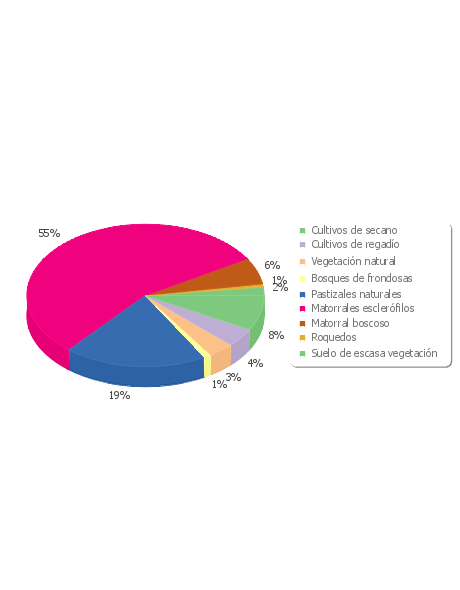 55%
6%
1%
2%
8%
4%
3%
1%
19%
Cultivos de secano
Cultivos de regadío
Vegetación natural
Bosques de frondosas
Pastizales naturales
Matorrales esclerófilos
Matorral boscoso
Roquedos
Suelo de escasa vegetación